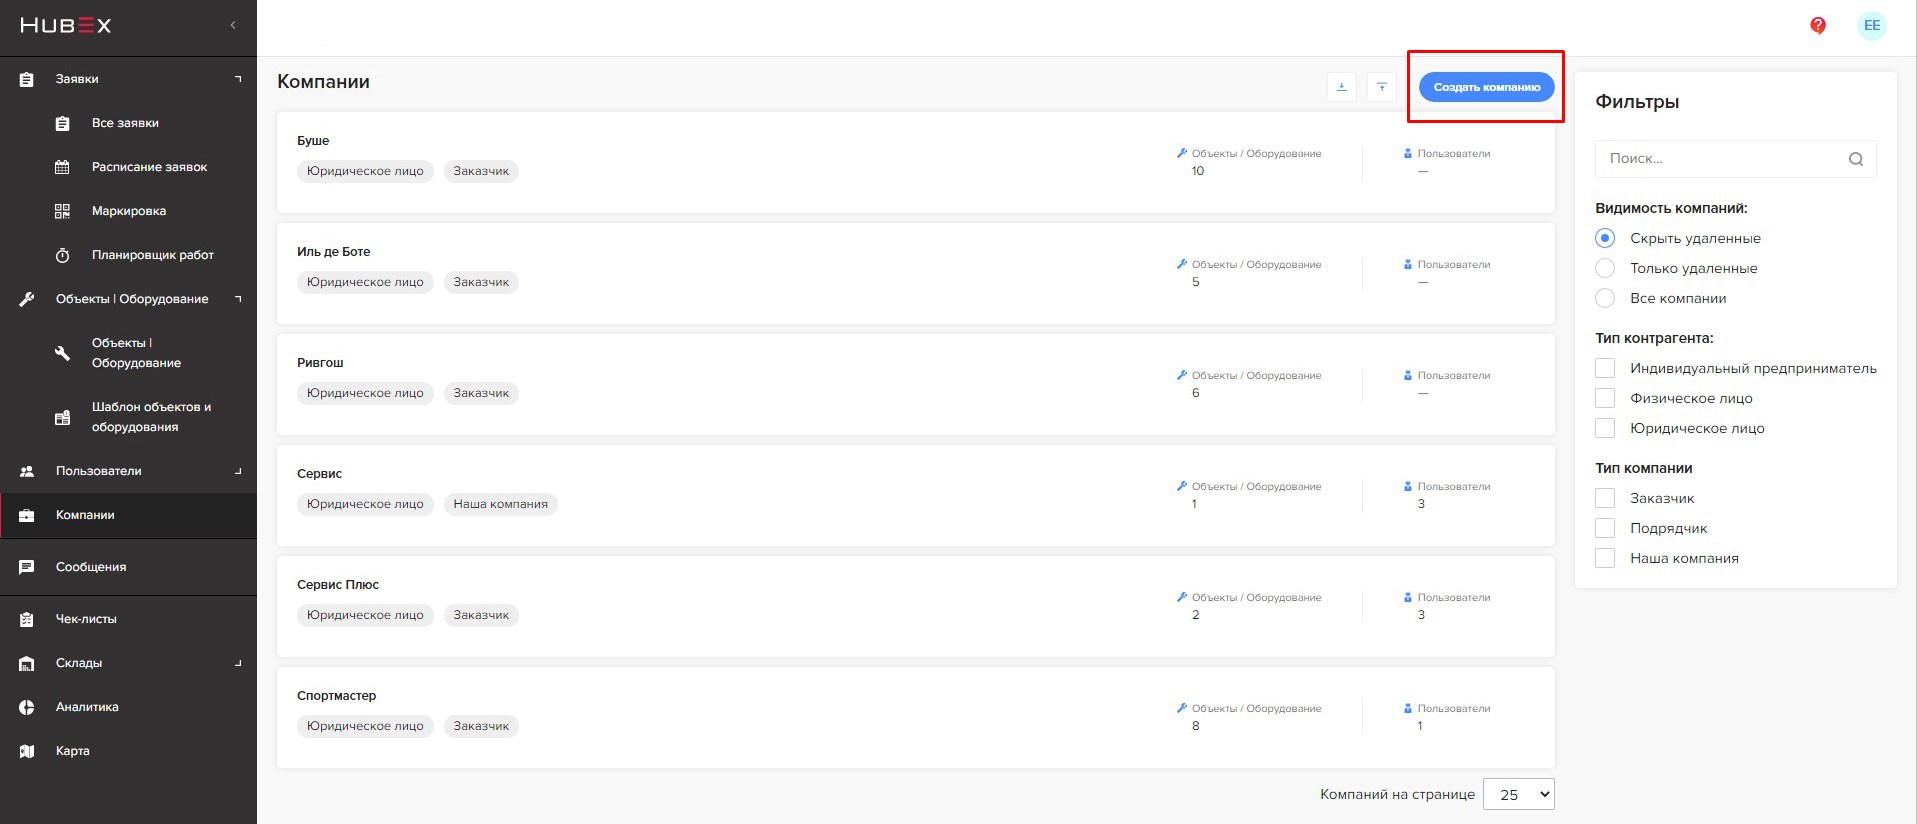 HUBEX
EE
Заявки
Все заявки
Расписание заявок
Маркировка
Планировщик работ
Объекты | Оборудование
Объекты |
Оборудование
Шаблон объектов и
оборудования
Пользователи
Компании
Сообщения
Чек-листы
Склады
Аналитика
Карта
Компании
Создать компанию
Буше
Юридическое лицо Заказчик
Объекты / Оборудование
10
Пользователи
—
Иль де Боте
Юридическое лицо Заказчик
Объекты / Оборудование
5
Пользователи
—
Ривгош
Юридическое лицо Заказчик
Объекты / Оборудование
6
Пользователи
—
Сервис
Юридическое лицо Наша компания
Объекты / Оборудование
1
Пользователи
3
Сервис Плюс
Юридическое лицо Заказчик
Объекты / Оборудование
2
Пользователи
3
Спортмастер
Юридическое лицо Заказчик
Объекты / Оборудование
8
Пользователи
1
Компаний на странице 25
Фильтры
Поиск...
Видимость компаний:
Скрыть удаленные
Только удаленные
Все компании
Тип контрагента:
Индивидуальный предприниматель
Физическое лицо
Юридическое лицо
Тип компании
Заказчик
Подрядчик
Наша компания